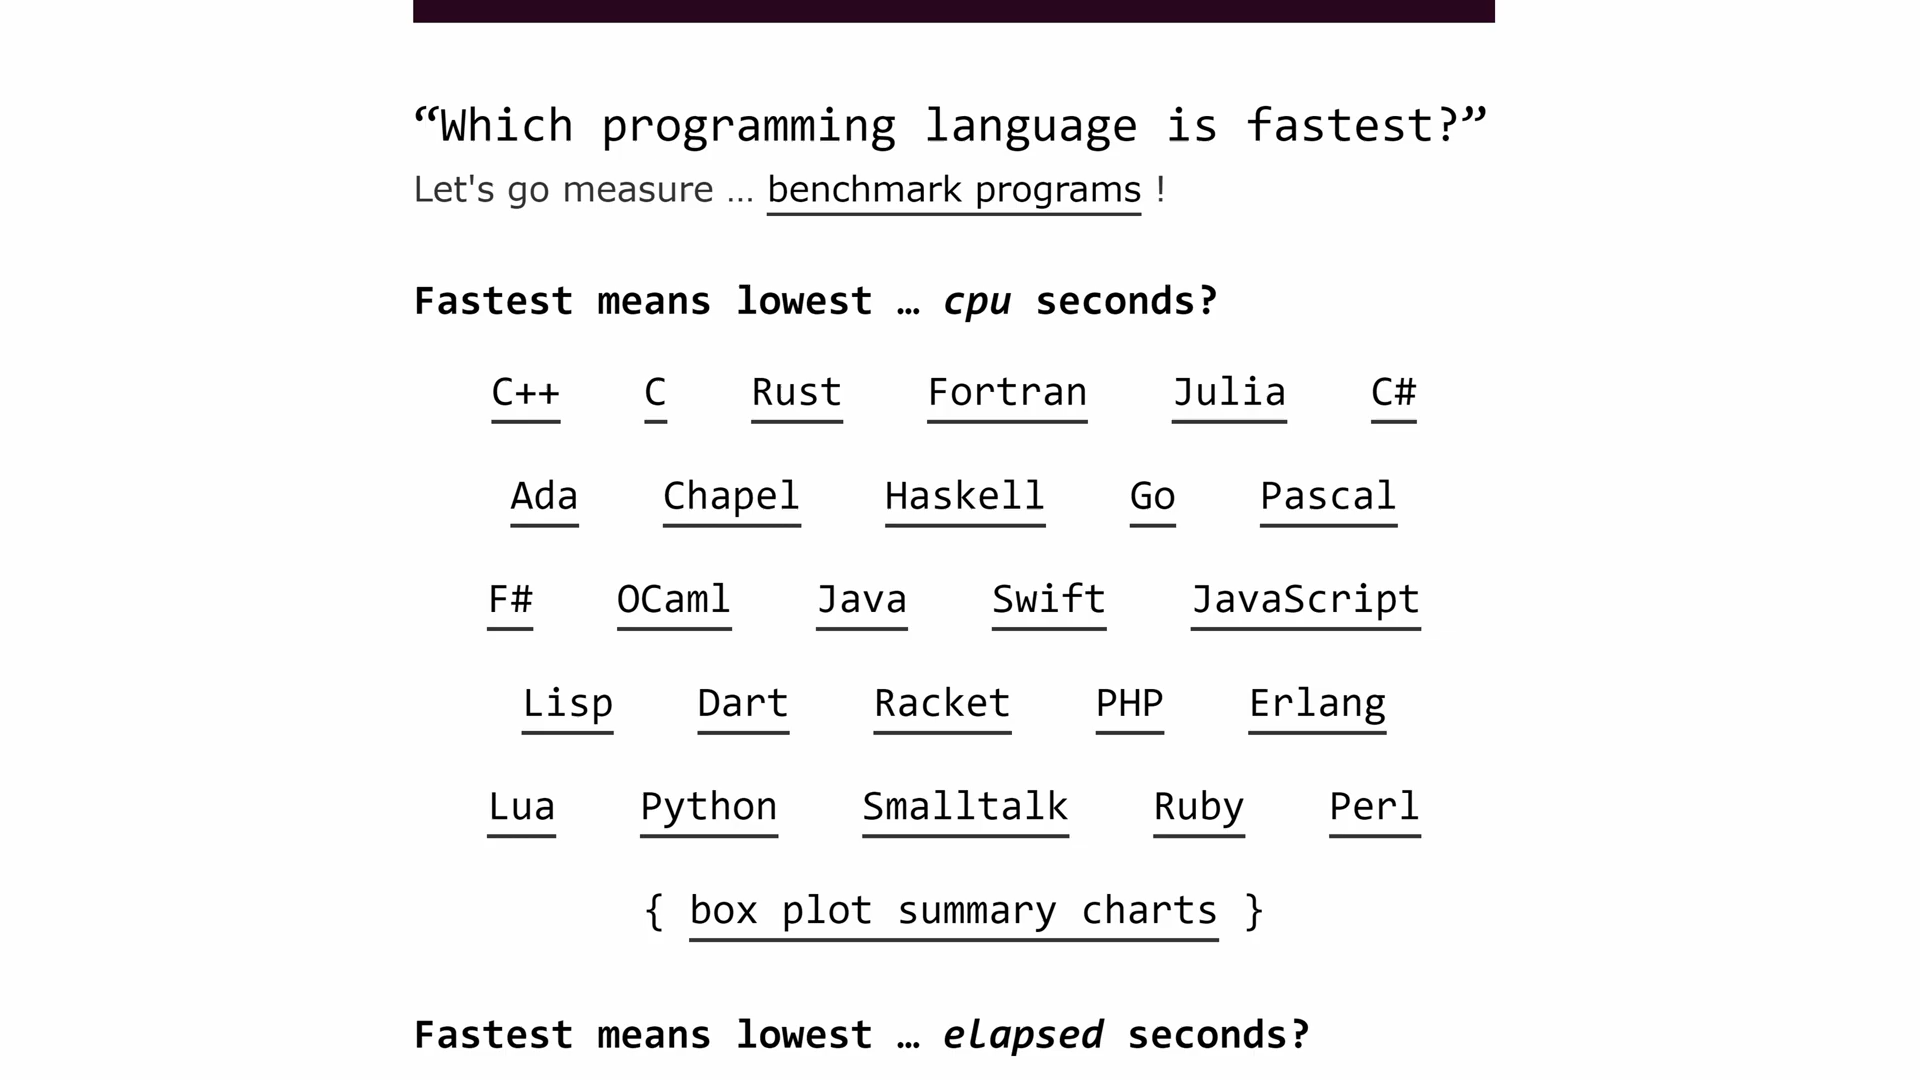 “Which programming language is fastest?”
Let's go measure … benchmark programs !
Fastest means lowest … cpu seconds?
C++ C Rust Fortran Julia C#
Ada Chapel Haskell Go Pascal
F# OCaml Java Swift JavaScript
Lisp Dart Racket PHP Erlang
Lua Python Smalltalk Ruby Perl
{ box plot summary charts }
Fastest means lowest … elapsed seconds?